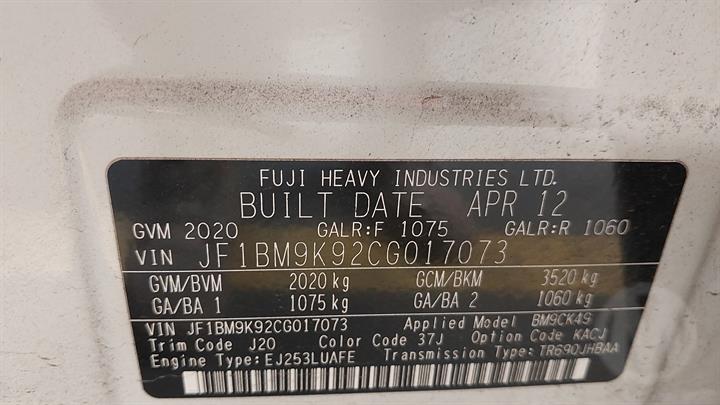 FUJI HEAVY INDUSTRIES LTD.
BUILT DATE APR 12
GVM 2020 GALR:F 1075 GALR:R 1060
VIN JF1BM9K92CG017073
GVM/BVM 2020 kg GCM/BKM 3520 kg
GA/BA 1 1075 kg GA/BA 2 1060 kg
VIN JF1BM9K92CG017073 Applied Model BM9CK49
Trim Code J20 Color Code 37J Option Code KACJ
Engine Type:EJ253LUAFE Transmission Type:TR690JHBAA